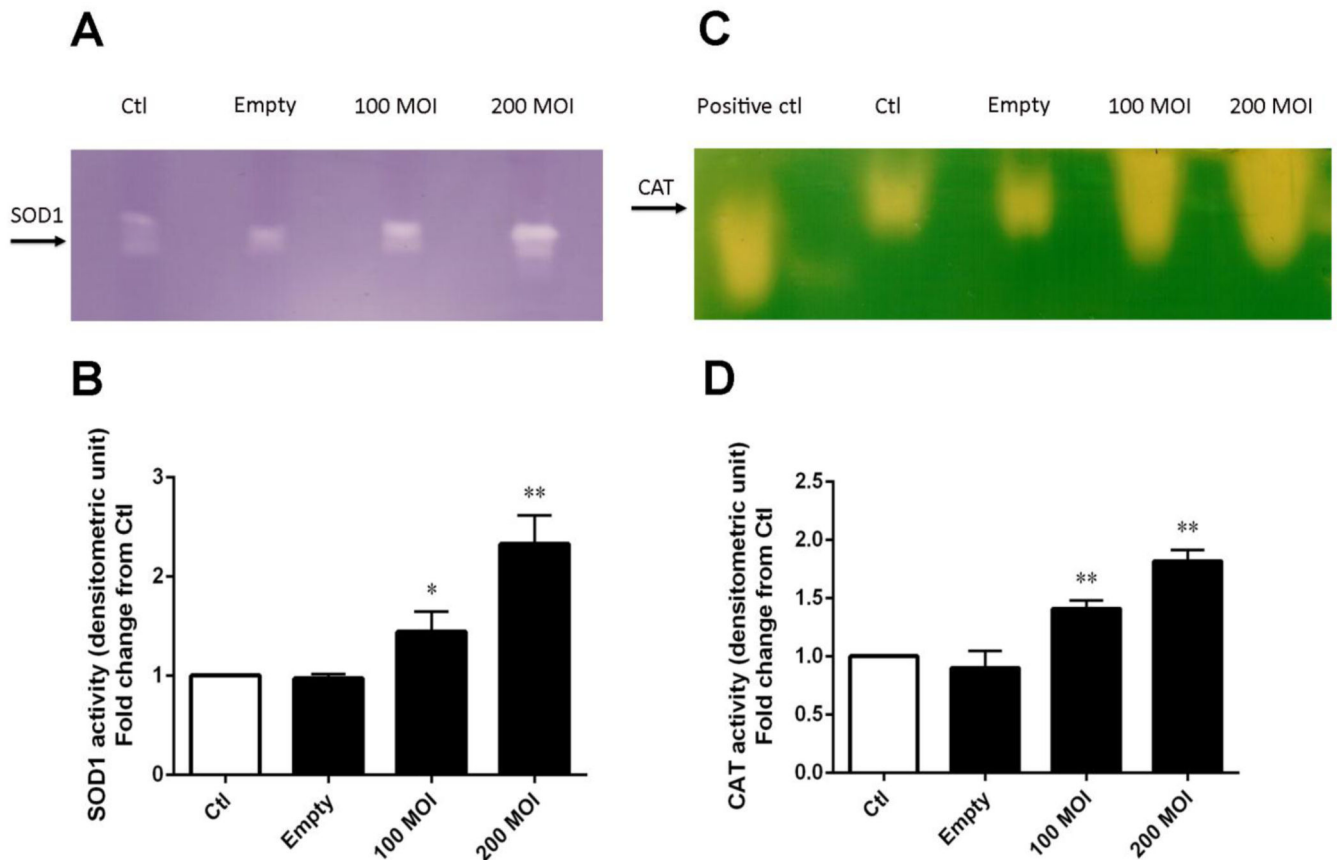 A
Ctl Empty 100 MOI 200 MOI
SOD1
C
Positive ctl Ctl Empty 100 MOI 200 MOI
CAT
B
SOD1 activity (densitometric unit)
Fold change from Ctl
3
2
1
0
*
**
Ctl Empty 100 MOI 200 MOI
D
CAT activity (densitometric unit)
Fold change from Ctl
2.5
2.0
1.5
1.0
0.5
0.0
**
**
Ctl Empty 100 MOI 200 MOI